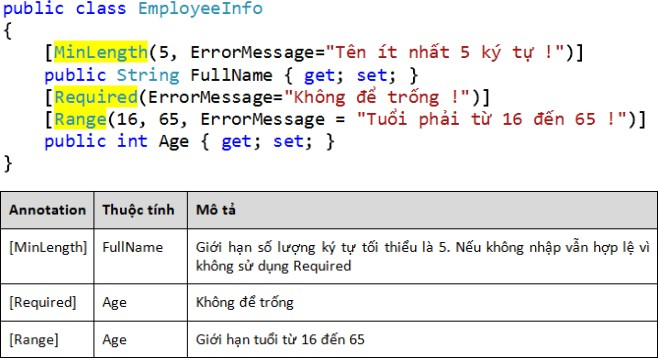 public class EmployeeInfo
{
[MinLength(5, ErrorMessage="Tên ít nhất 5 ký tự !")]
public String FullName { get; set; }
[Required(ErrorMessage="Không để trống !")]
[Range(16, 65, ErrorMessage = "Tuổi phải từ 16 đến 65 !")]
public int Age { get; set; }
}
Annotation Thuộc tính Mô tả
[MinLength] FullName Giới hạn số lượng ký tự tối thiểu là 5. Nếu không nhập vẫn hợp lệ vì
không sử dụng Required
[Required] Age Không để trống
[Range] Age Giới hạn tuổi từ 16 đến 65